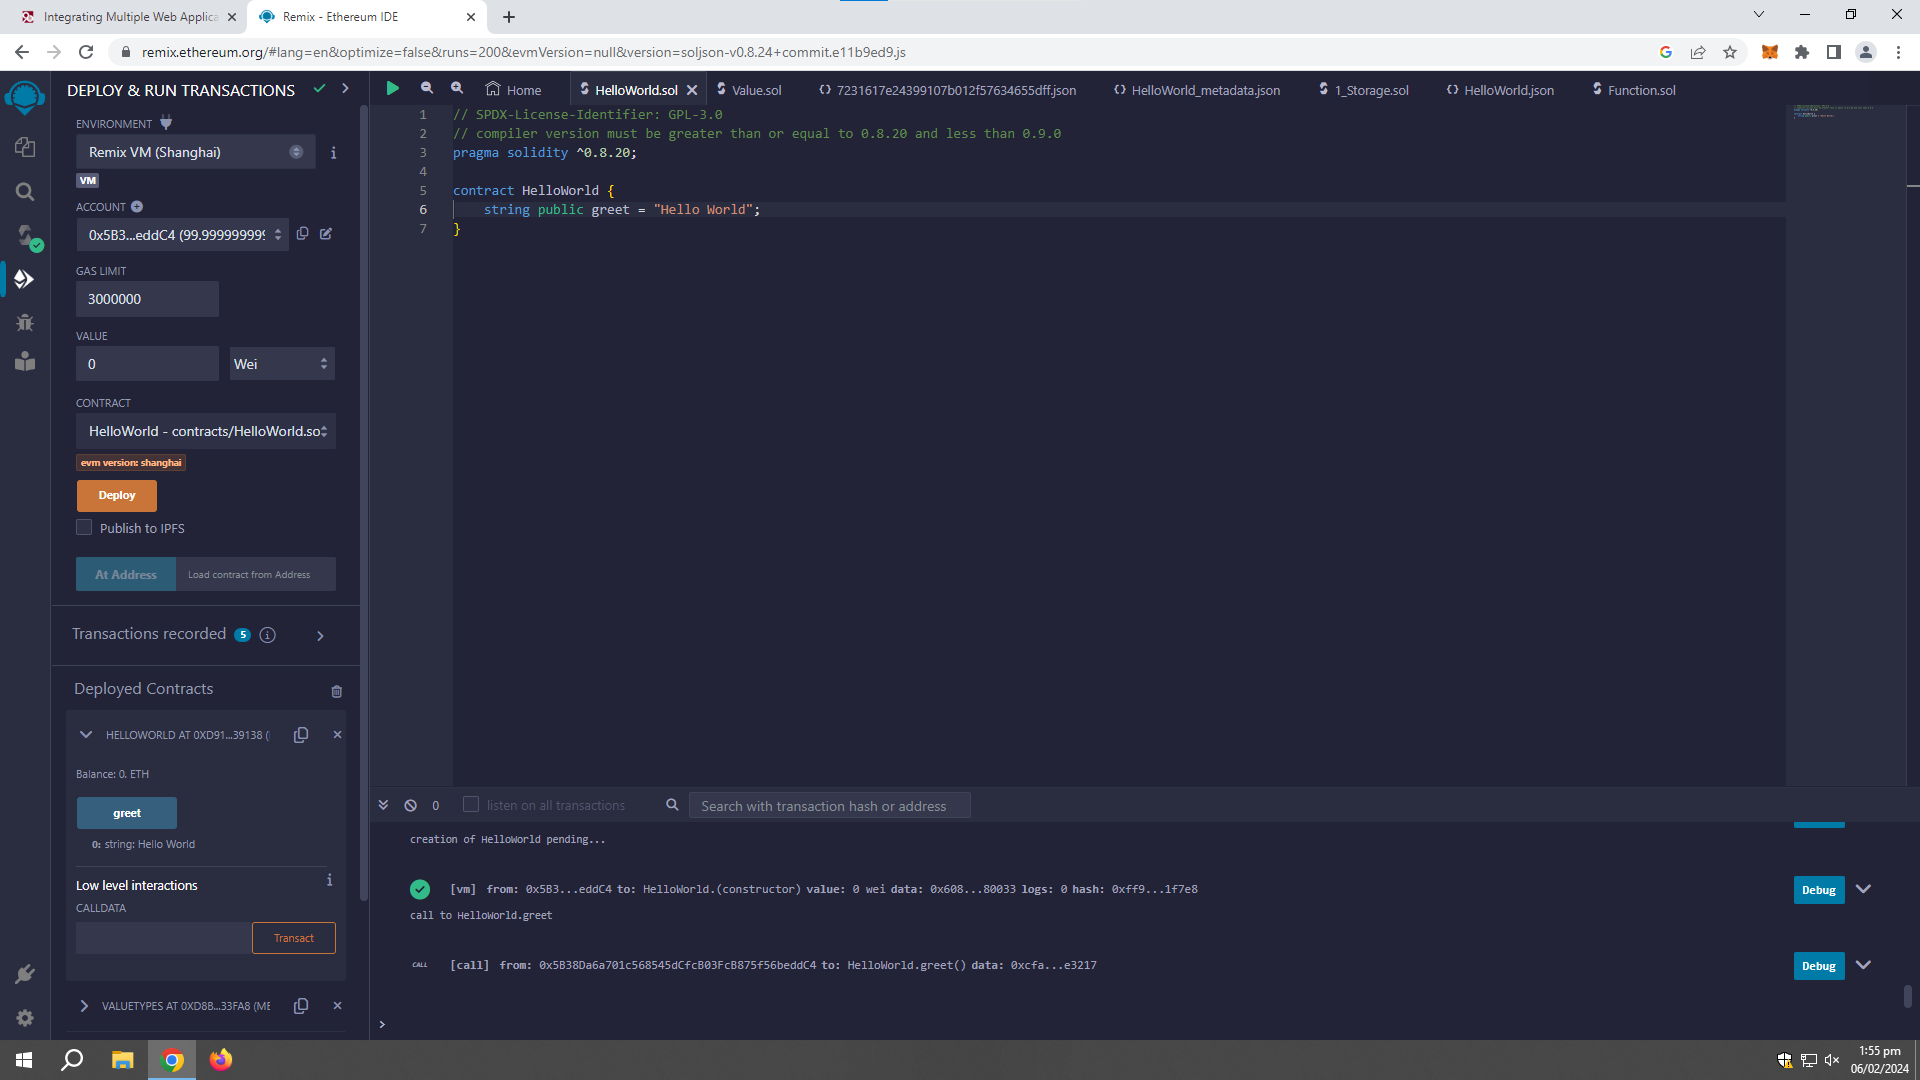 Integrating Multiple Web Applica
Remix - Ethereum IDE
remix.ethereum.org/#lang=en&optimize=false&runs=200&evmVersion=null&version=soljson-v0.8.24+commit.e11b9ed9.js
DEPLOY & RUN TRANSACTIONS
ENVIRONMENT
Remix VM (Shanghai)
VM
ACCOUNT
0x5B3...eddC4 (99.9999999999
GAS LIMIT
3000000
VALUE
0
Wei
CONTRACT
HelloWorld - contracts/HelloWorld.so
evm version: shanghai
Deploy
Publish to IPFS
At Address
Load contract from Address
Transactions recorded 5
Deployed Contracts
HELLOWORLD AT 0XD91...39138 (
Balance: 0. ETH
greet
0: string: Hello World
Low level interactions
CALLDATA
Transact
VALUETYPES AT 0XD8B...33FA8 (ME
Home
HelloWorld.sol
Value.sol
7231617e24399107b012f57634655dff.json
HelloWorld_metadata.json
1_Storage.sol
HelloWorld.json
Function.sol
1 // SPDX-License-Identifier: GPL-3.0
2 // compiler version must be greater than or equal to 0.8.20 and less than 0.9.0
3 pragma solidity ^0.8.20;
4
5 contract HelloWorld {
6 string public greet = "Hello World";
7 }
0
listen on all transactions
Search with transaction hash or address
creation of HelloWorld pending...
[vm] from: 0x5B3...eddC4 to: HelloWorld.(constructor) value: 0 wei data: 0x608...80033 logs: 0 hash: 0xff9...1f7e8
Debug
call to HelloWorld.greet
CALL
[call] from: 0x5B38Da6a701c568545dCfcB03FcB875f56beddC4 to: HelloWorld.greet() data: 0xcfa...e3217
Debug
>
1:55 pm
06/02/2024